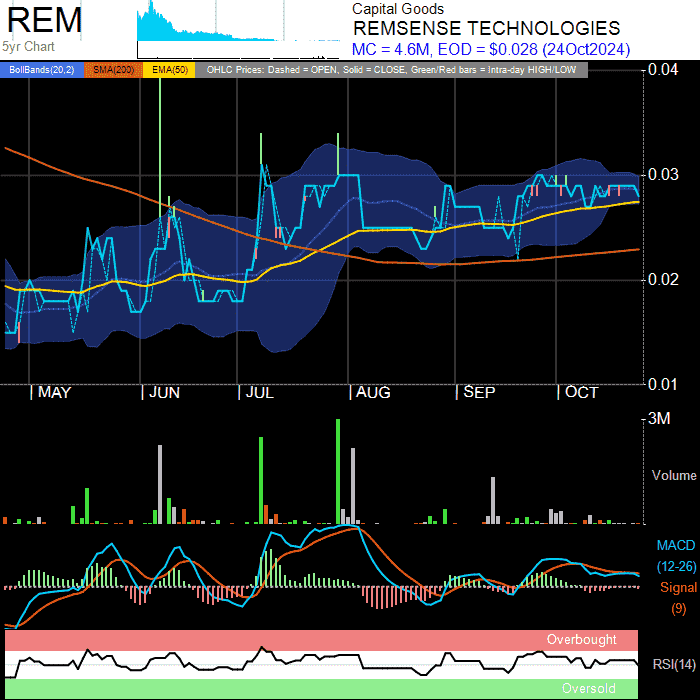 REM
Capital Goods
REMSENSE TECHNOLOGIES
5yr Chart
MC = 4.6M, EOD = $0.028 (24Oct2024)
BollBands(20,2)
SMA(200)
EMA(50)
OHLC Prices: Dashed = OPEN, Solid = CLOSE, Green/Red bars = Intra-day HIGH/LOW
0.04
0.03
0.02
0.01
| MAY
| JUN
| JUL
| AUG
| SEP
| OCT
3M
Volume
MACD
(12-26)
Signal
(9)
Overbought
RSI(14)
Oversold